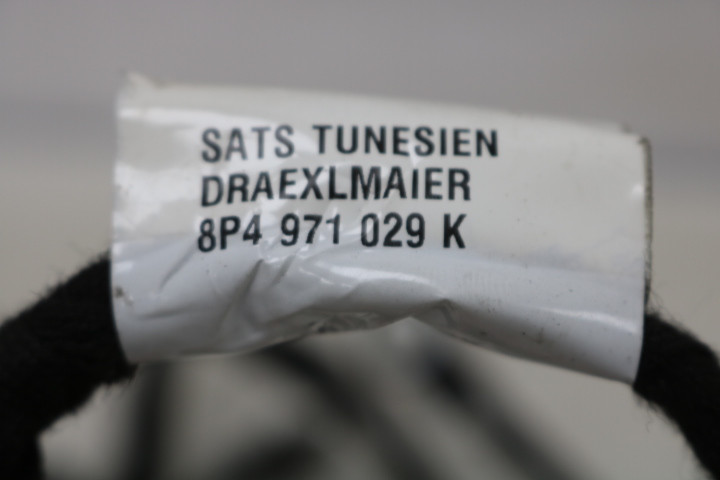 SATS TUNESIEN
DRAEXLMAIER
8P4 971 029 K